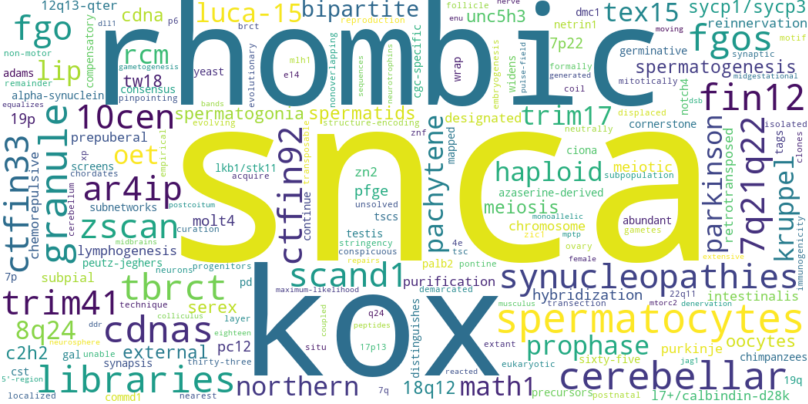 12q13-qter
cdna
luca-15
bipartite
dmc1
tex15
sycp1/sycp3
fgo
dll1
p6
rhombic
unc5h3
reinnervation
rcm
gametogenesis
brct
netrin1
fgos
motif
lip
compensatory
tw18
yeast
evolutionary
mlh1
nonoverlapping
sequences
neurotrophins
cgc-specific
embryogenesis
wrap
widens
pulse-field
7p22
germinative
synaptic
adams
consensus
e14
formally
generated
coil
mitotically
spermatogenesis
non-motor
remainder
alpha-synuclein
pinpointing
bands
structure-encoding
midgestational
equalizes
10cen
spermatogonia
spermatids
designated
trim17
notch4
fin12
19p
evolving
znf
neutrally
displaced
cornerstone
isolated
prepuberal
ctfin92
transposable
snca
mapped
ciona
parkinson
7q21q22
tags
clones
ctfin33
chemorepulsive
granule
screens
oet
empirical
lkb1/stk11
zn2
pachytene
haploid
meiotic
subpopulation
retrotransposed
kruppel
immunogenicity
chordates
xp
cerebellum
ar4ip
acquire
pfge
azaserine-derived
subnetworks
postcoitum
curation
molt4
continue
unsolved
tscs
meiosis
monoallelic
abundant
zscan
testis
chromosome
gametes
lymphogenesis
stringency
4e
mptp
zic1
ovary
conspicuous
tsc
7p
peutz-jeghers
midbrains
repairs
palb2
pontine
female
extensive
subpial
neurons
progenitors
pd
scand1
purification
synucleopathies
trim41
tbrct
maximum-likelihood
kox
demarcated
hybridization
mtorc2
22q11
intestinalis
technique
colliculus
serex
q24
musculus
transection
denervation
8q24
cdnas
ddr
layer
coupled
peptides
distinguishes
spermatocytes
neurosphere
eighteen
c2h2
gal
unable
external
pc12
situ
17p13
extant
prophase
purkinje
oocytes
cst
synapsis
thirty-three
eukaryotic
sixty-five
jag1
chimpanzees
5'-region
libraries
northern
7q
reacted
18q12
math1
precursors
cerebellar
19q
localized
commd1
nearest
postnatal
l7+/calbindin-d28k
follicle
nerve
enu
reproduction
moving
dsb